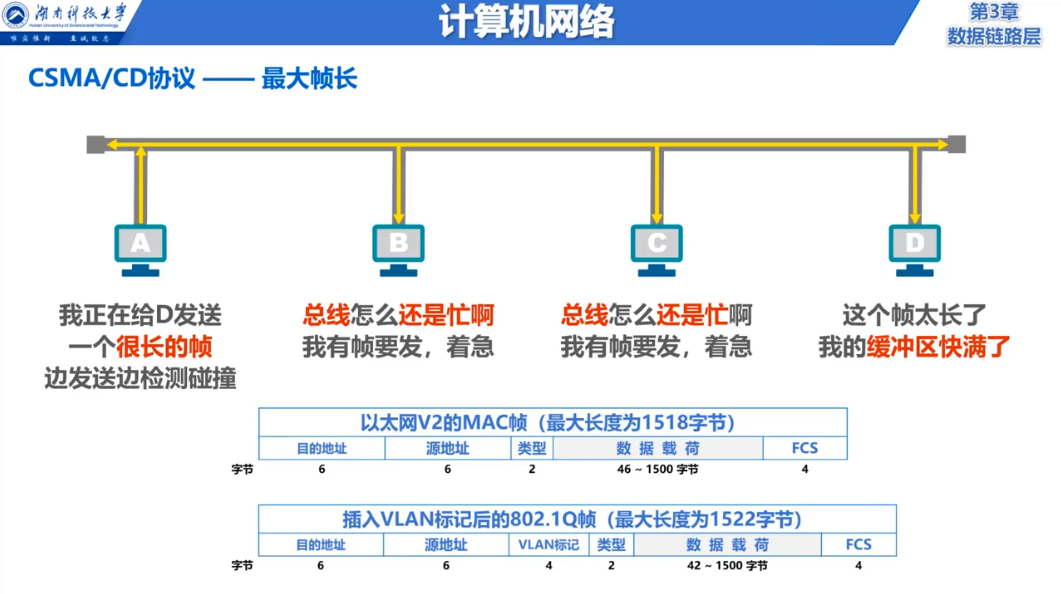 湖南科技大学
Hunan University of Science and Technology
唯实惟新 至诚致志
计算机网络
第3章
数据链路层
CSMA/CD协议 —— 最大帧长
A
B
C
D
我正在给D发送
一个很长的帧
边发送边检测碰撞
总线怎么还是忙啊
我有帧要发，着急
总线怎么还是忙啊
我有帧要发，着急
这个帧太长了
我的缓冲区快满了
以太网V2的MAC帧（最大长度为1518字节）
目的地址 源地址 类型 数 据 载 荷 FCS
字节 6 6 2 46 ~ 1500 字节 4
插入VLAN标记后的802.1Q帧（最大长度为1522字节）
目的地址 源地址 VLAN标记 类型 数 据 载 荷 FCS
字节 6 6 4 2 42 ~ 1500 字节 4